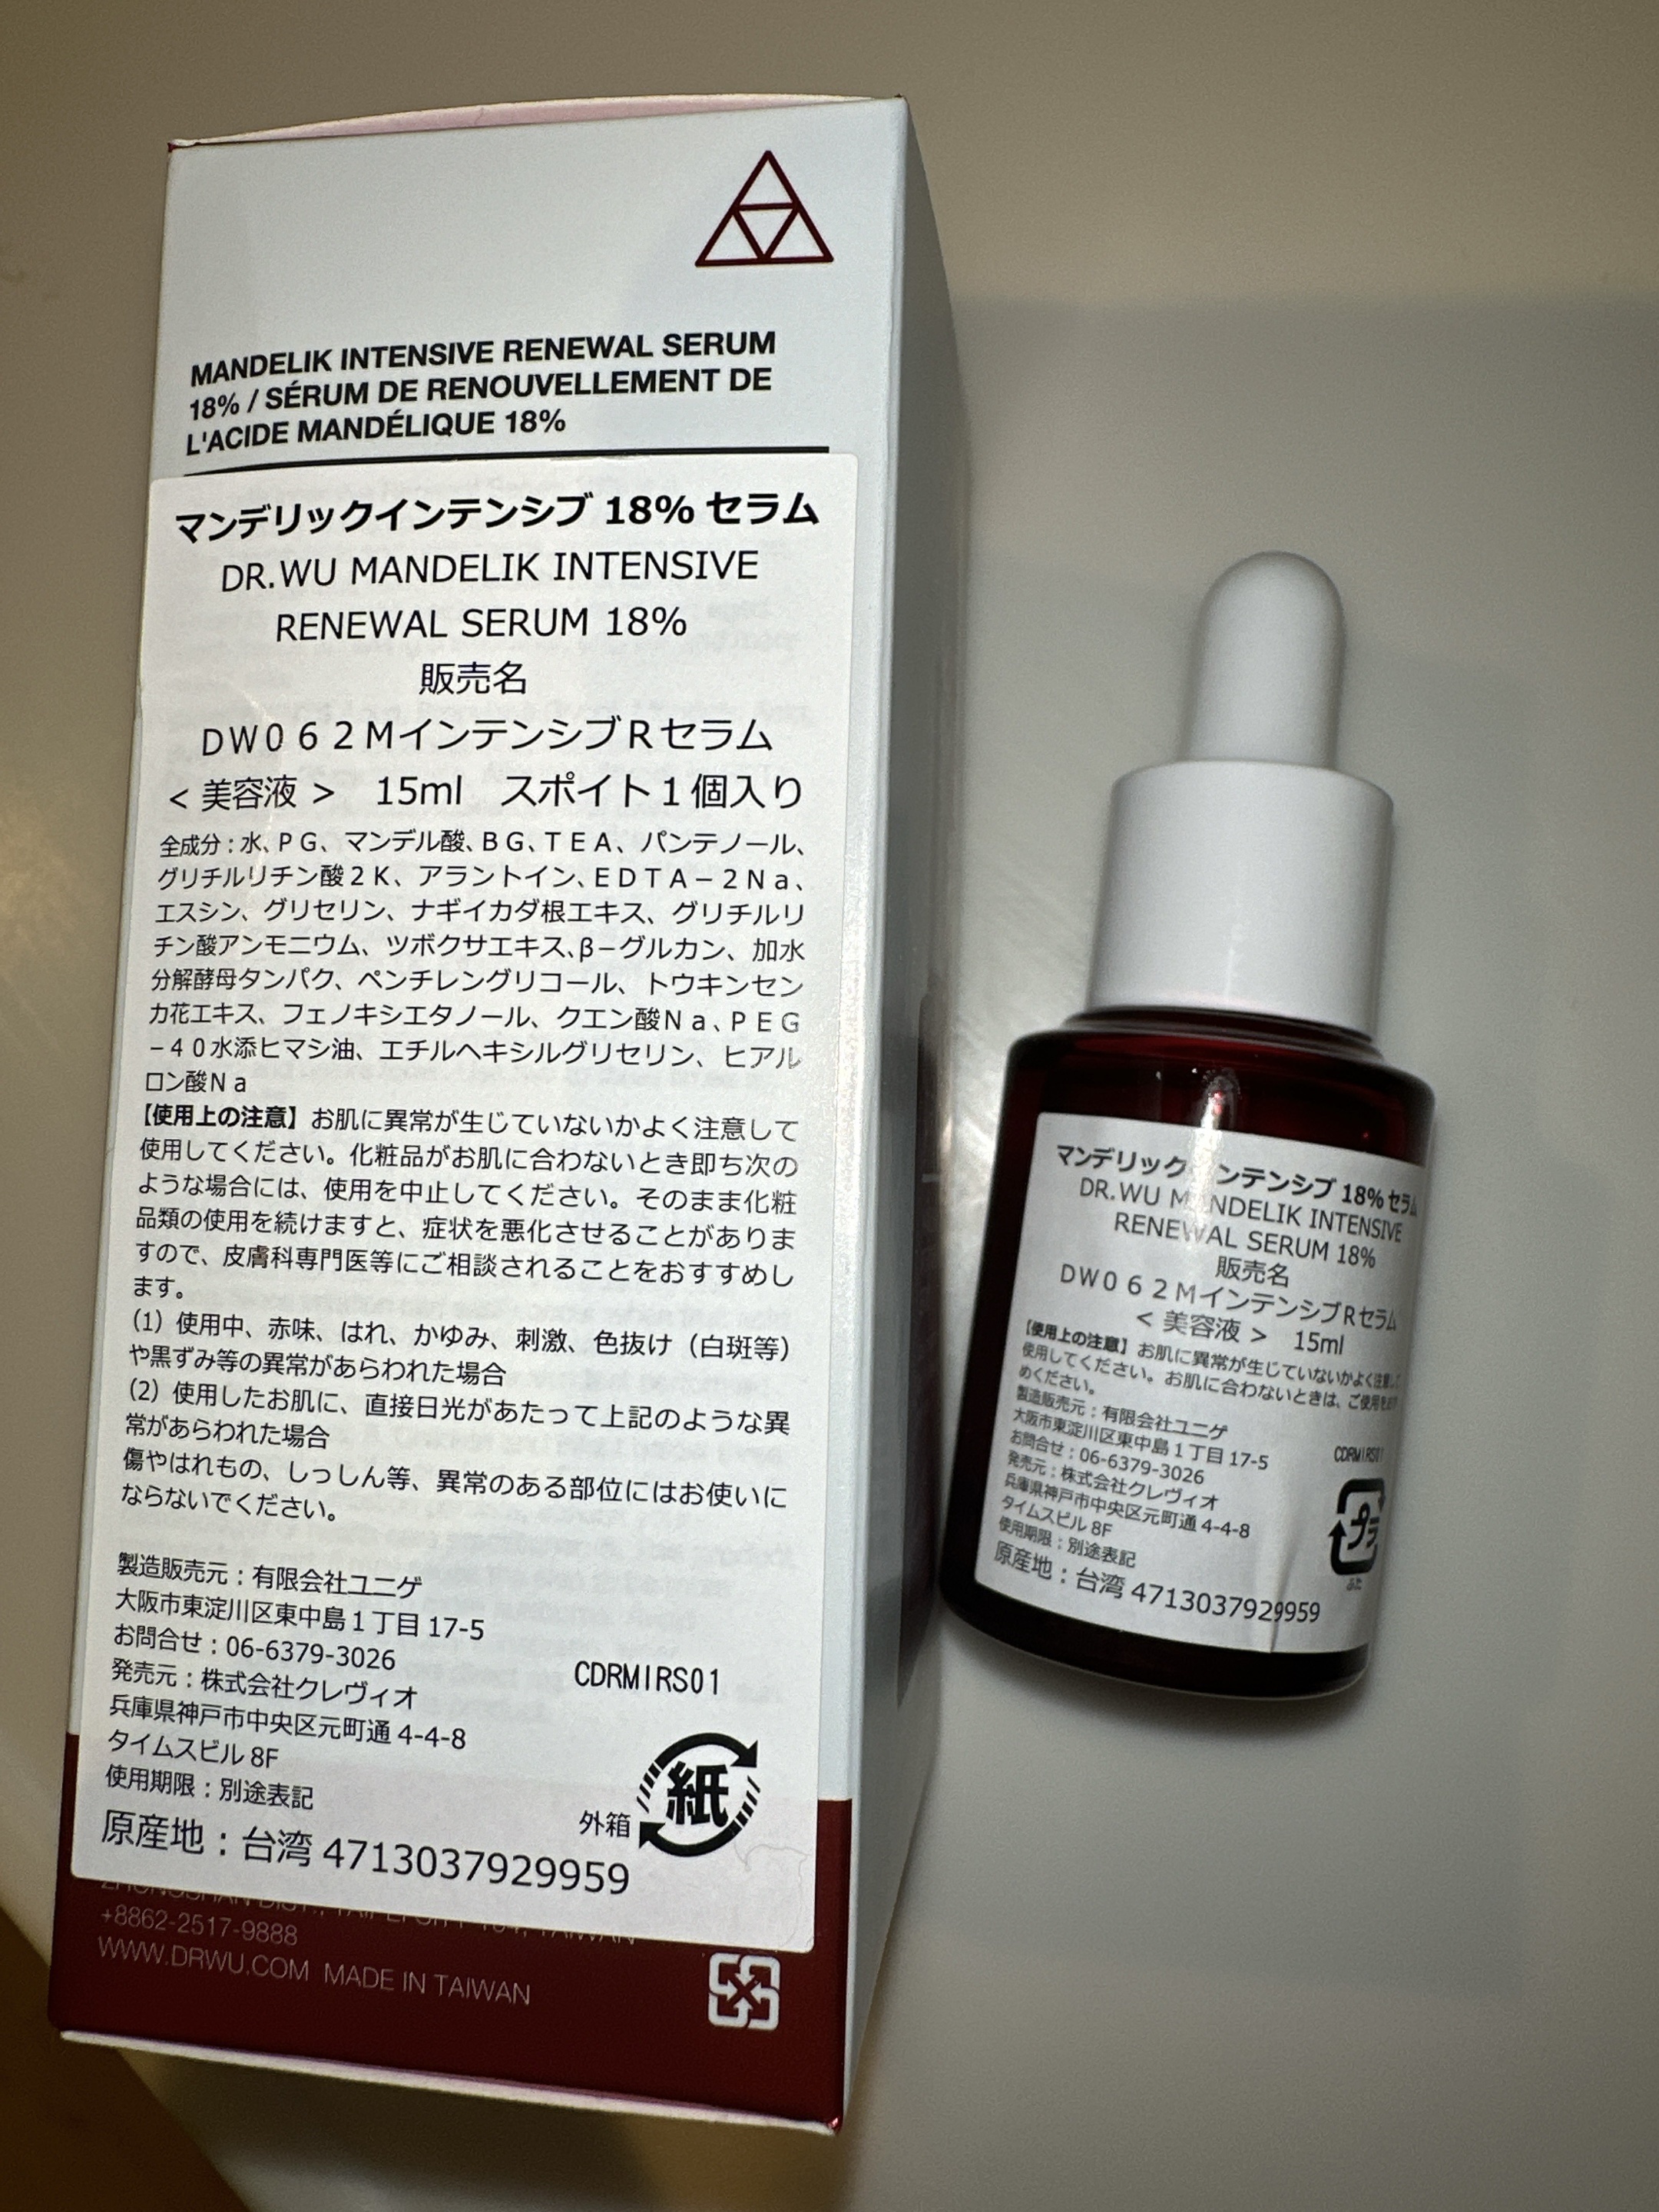 MANDELIK INTENSIVE RENEWAL SERUM
18% / SÉRUM DE RENOUVELLEMENT DE
L'ACIDE MANDÉLIQUE 18%
マンデリックインテンシブ 18% セラム
DR.WU MANDELIK INTENSIVE
RENEWAL SERUM 18%
販売名
DW062MインテンシブRセラム
< 美容液 > 15ml スポイト1個入り
全成分：水、PG、マンデル酸、BG、TEA、パンテノール、
グリチルリチン酸2K、アラントイン、EDTA－2Na、
エスシン、グリセリン、ナギイカダ根エキス、グリチルリ
チン酸アンモニウム、ツボクサエキス、β－グルカン、加水
分解酵母タンパク、ペンチレングリコール、トウキンセン
カ花エキス、フェノキシエタノール、クエン酸Na、PEG
－40水添ヒマシ油、エチルヘキシルグリセリン、ヒアル
ロン酸Na
【使用上の注意】お肌に異常が生じていないかよく注意して
使用してください。化粧品がお肌に合わないとき即ち次の
ような場合には、使用を中止してください。そのまま化粧
品類の使用を続けますと、症状を悪化させることがありま
すので、皮膚科専門医等にご相談されることをおすすめし
ます。
(1) 使用中、赤味、はれ、かゆみ、刺激、色抜け（白斑等）
や黒ずみ等の異常があらわれた場合
(2) 使用したお肌に、直接日光があたって上記のような異
常があらわれた場合
傷やはれもの、しっしん等、異常のある部位にはお使いに
ならないでください。
製造販売元：有限会社ユニゲ
大阪市東淀川区東中島1丁目 17-5
お問合せ：06-6379-3026
発売元：株式会社クレヴィオ
兵庫県神戸市中央区元町通 4-4-8
タイムスビル 8F
使用期限：別途表記
原産地：台湾 4713037929959
CDRMIRS01
外箱
紙
+8862-2517-9888
WWW.DRWU.COM MADE IN TAIWAN
マンデリック ンテンシブ 18% セラム
DR.WU M NDELIK INTENSIVE
RENEWAL SERUM 18%
販売名
DW062MインテンシブRセラム
< 美容液 > 15ml
【使用上の注意】お肌に異常が生じていないかよく注意して
使用してください。お肌に合わないときは、ご使用を
めください。
製造販売元：有限会社ユニゲ
大阪市東淀川区東中島1丁目 17-5
お問合せ：06-6379-3026
発売元：株式会社クレヴィオ
兵庫県神戸市中央区元町通 4-4-8
タイムスビル 8F
使用期限：別途表記
原産地：台湾 4713037929959
CDRMIRS01
プラ
ふた